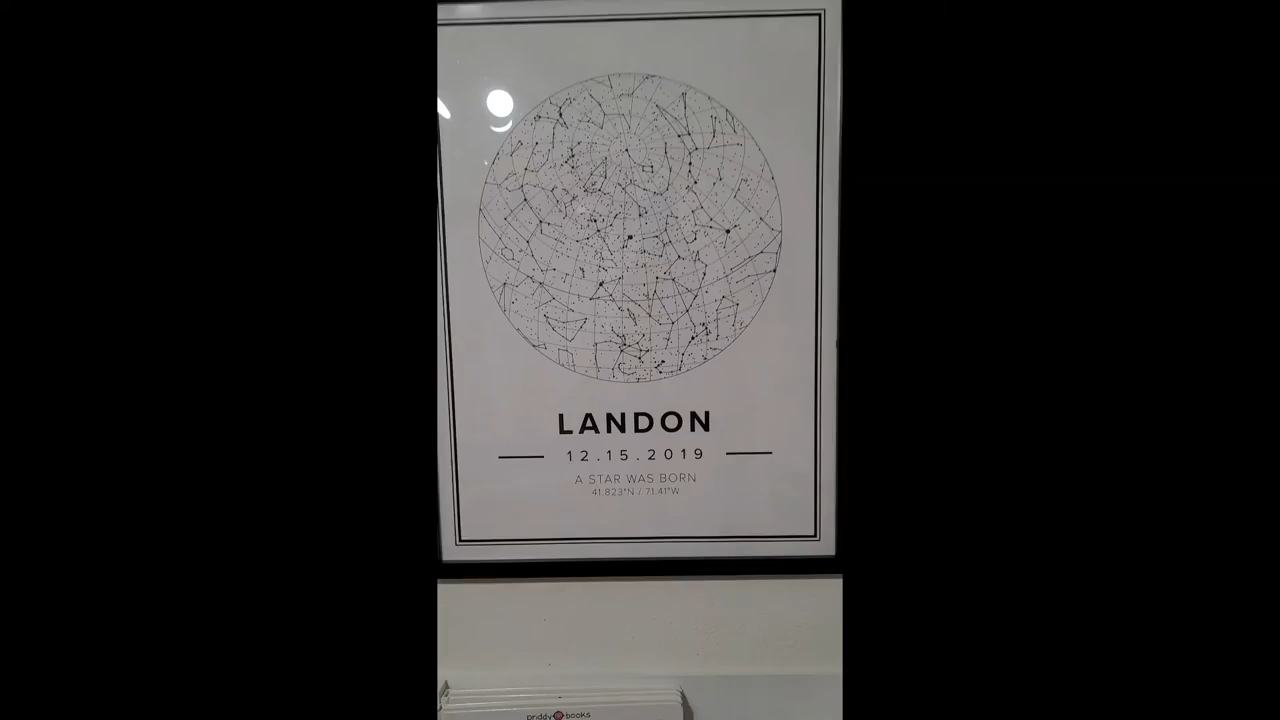 LANDON
12.15.2019
A STAR WAS BORN
41.823°N / 71.41°W
priddy books